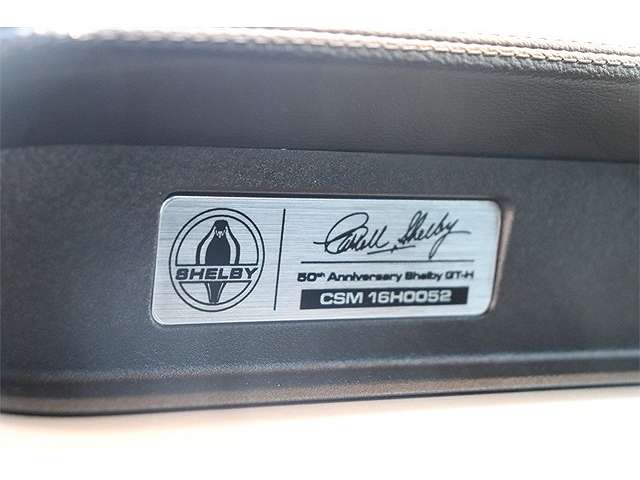 SHELBY
Carroll Shelby
50th Anniversary Shelby GT-H
CSM 16H0052